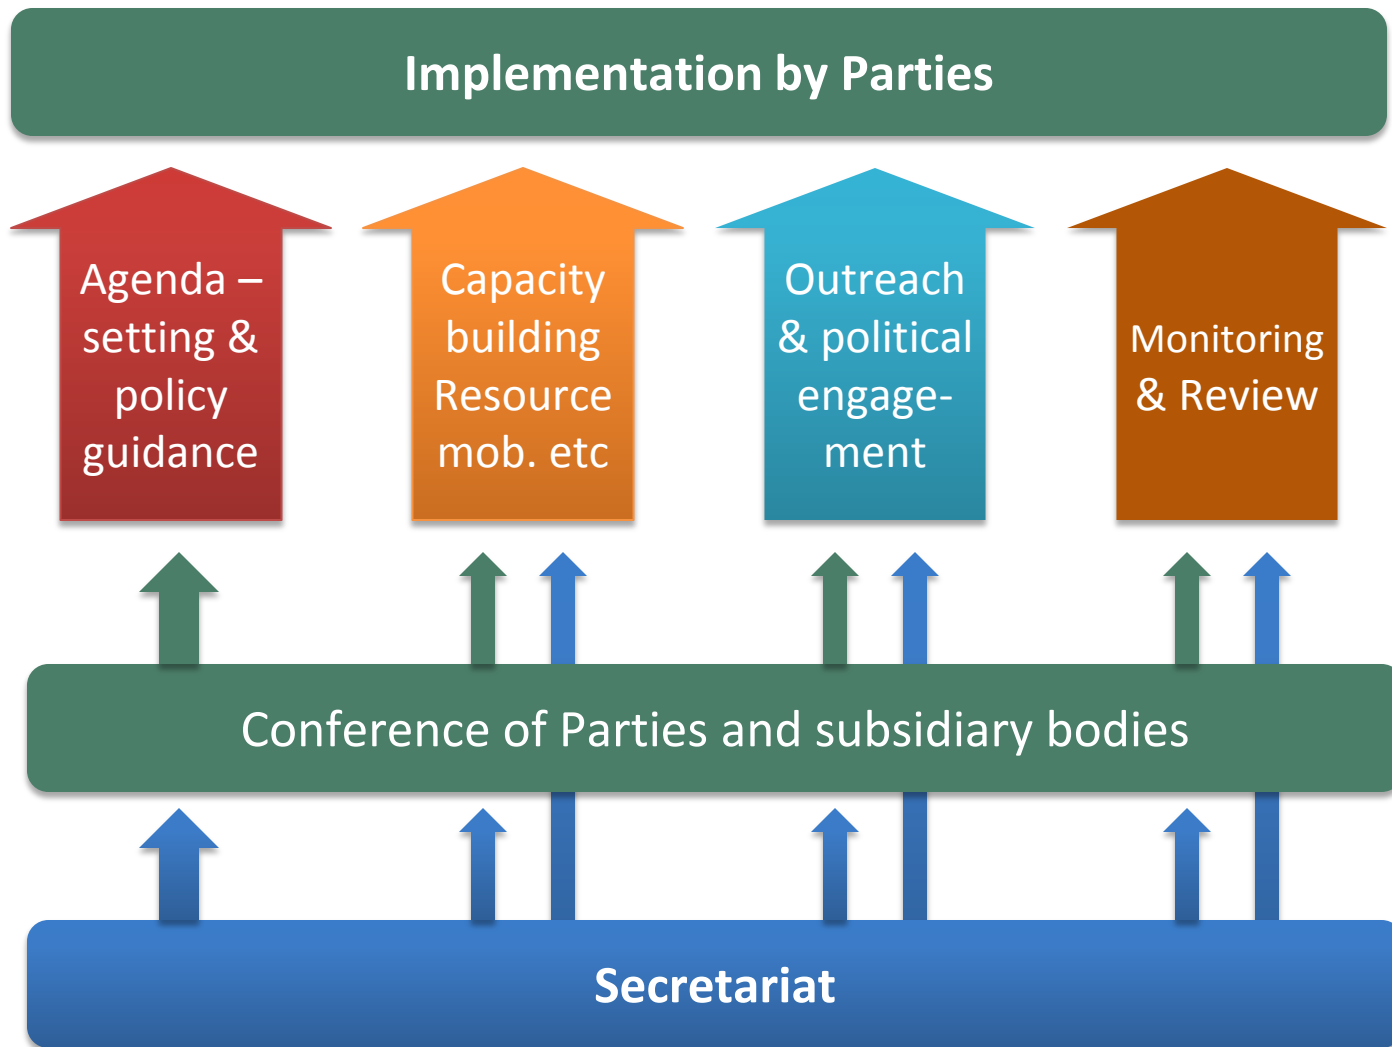 Implementation by Parties
Agenda –
setting &
policy
guidance
Capacity
building
Resource
mob. etc
Outreach
& political
engage-
ment
Monitoring
& Review
Conference of Parties and subsidiary bodies
Secretariat